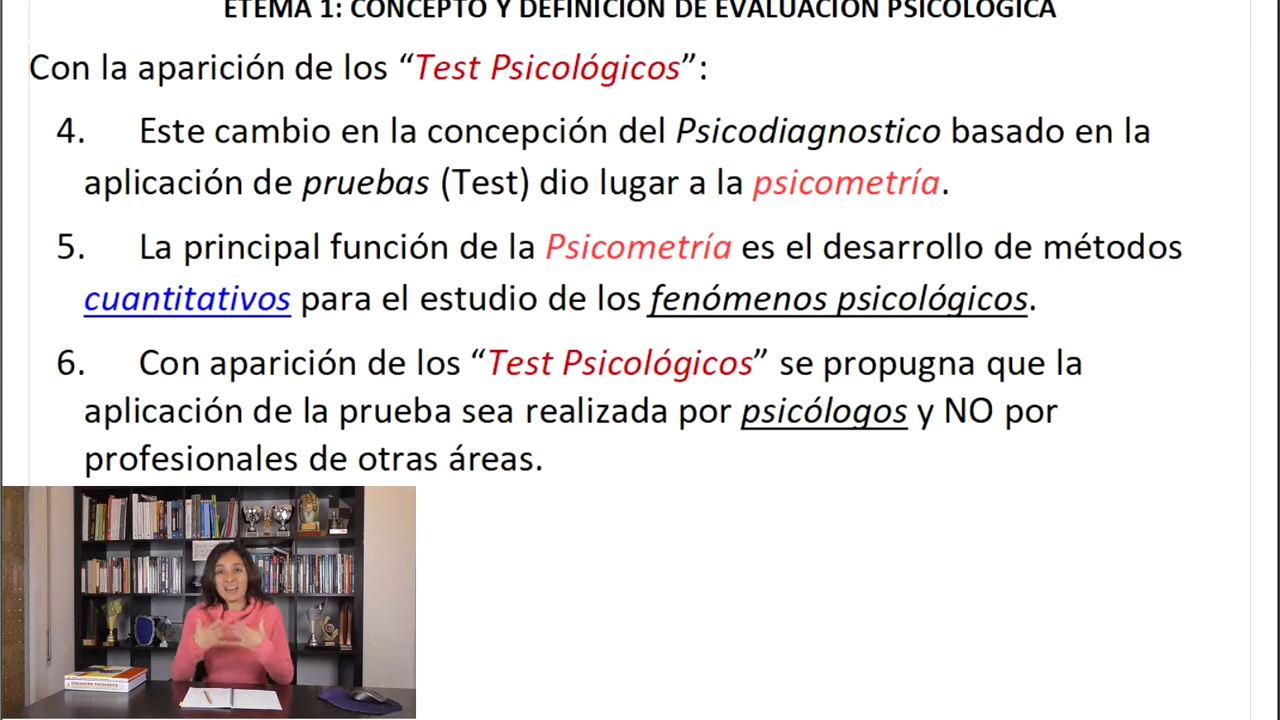 ETEMA 1: CONCEPTO Y DEFINICIÓN DE EVALUACIÓN PSICOLÓGICA
Con la aparición de los “Test Psicológicos”:
4. Este cambio en la concepción del Psicodiagnostico basado en la
aplicación de pruebas (Test) dio lugar a la psicometría.
5. La principal función de la Psicometría es el desarrollo de métodos
cuantitativos para el estudio de los fenómenos psicológicos.
6. Con aparición de los “Test Psicológicos” se propugna que la
aplicación de la prueba sea realizada por psicólogos y NO por
profesionales de otras áreas.
EVALUACIÓN PSICOLÓGICA